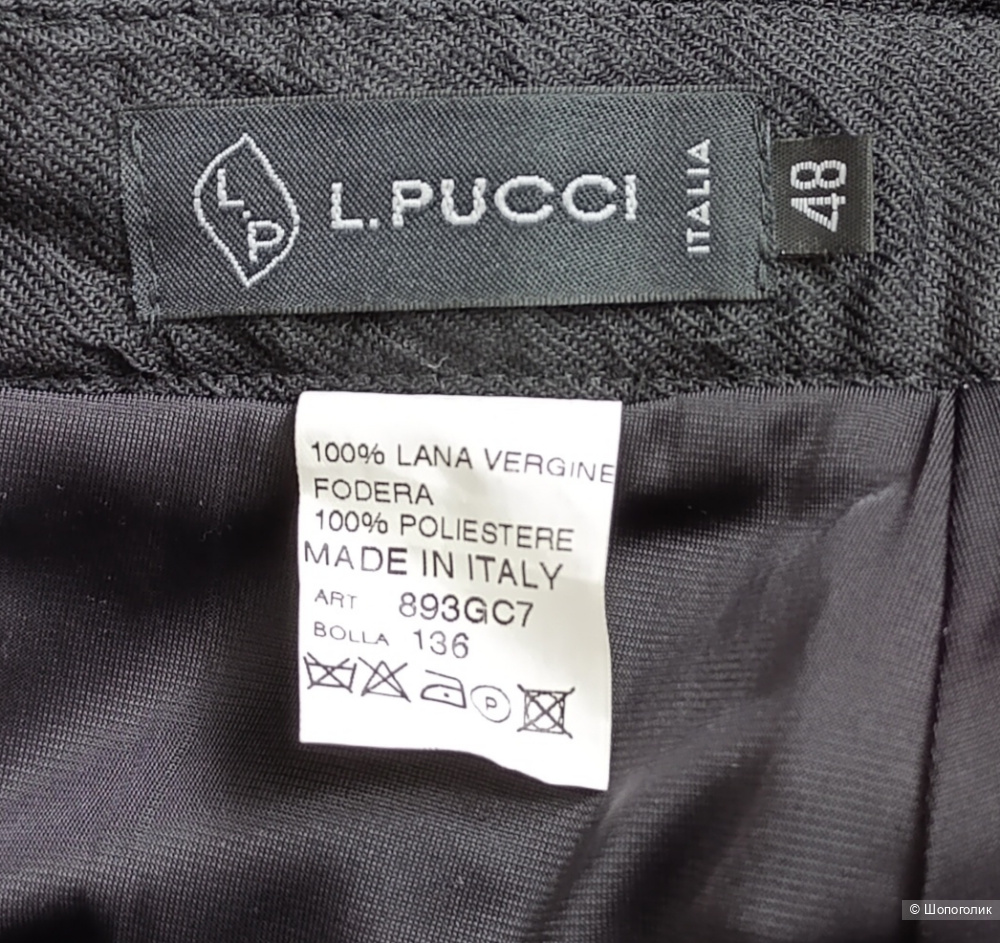 L.P
L.PUCCI
ITALIA
48
100% LANA VERGINE
FODERA
100% POLIESTERE
MADE IN ITALY
ART 893GC7
BOLLA 136
P
© Шопоголик